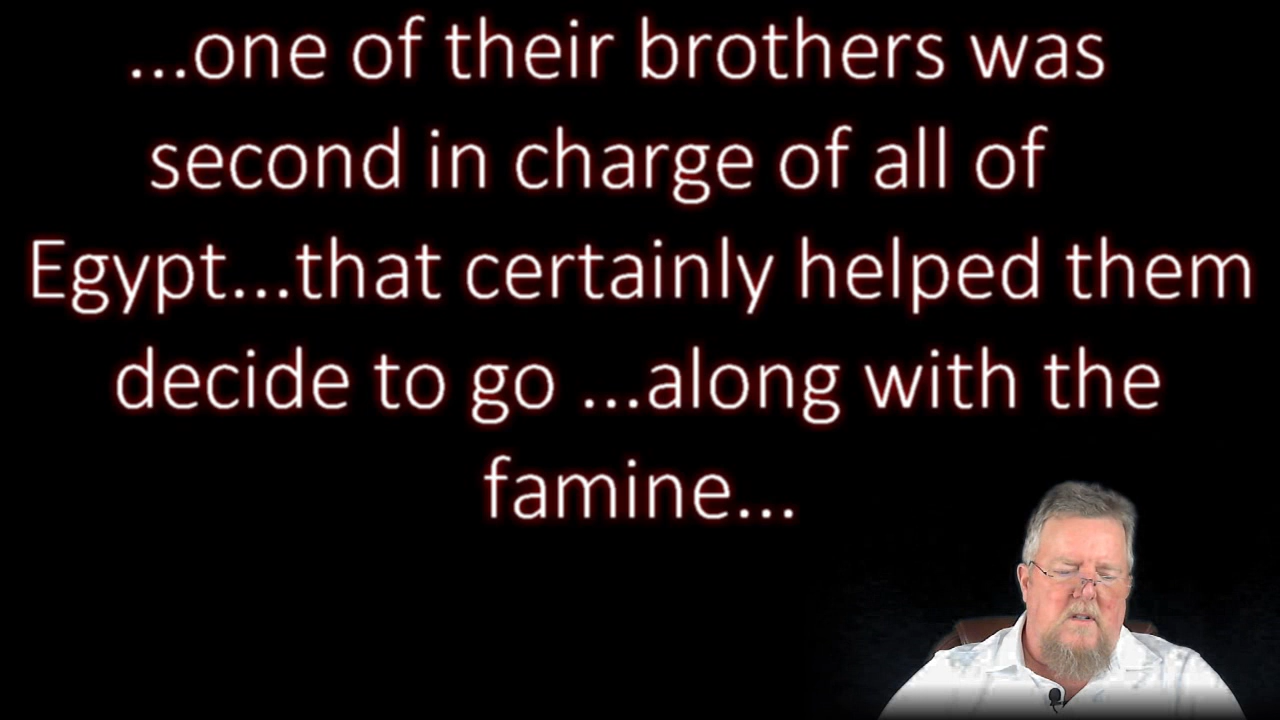 ...one of their brothers was
second in charge of all of
Egypt...that certainly helped them
decide to go ...along with the
famine...